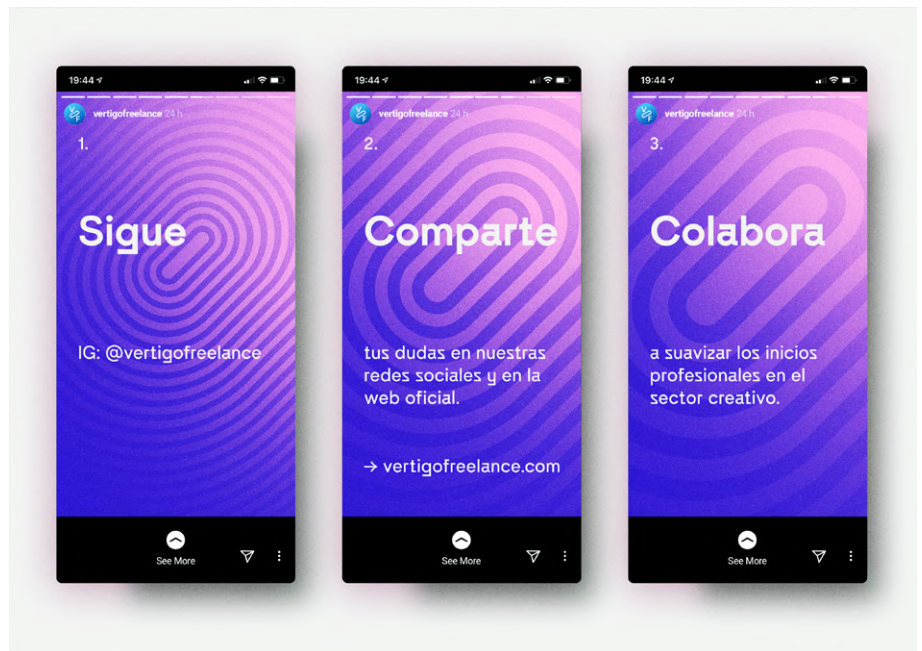 19:44
vertigofreelance 24 h
1.
Sigue
IG: @vertigofreelance
See More
19:44
vertigofreelance 24 h
2.
Comparte
tus dudas en nuestras
redes sociales y en la
web oficial.
→ vertigofreelance.com
See More
19:44
vertigofreelance 24 h
3.
Colabora
a suavizar los inicios
profesionales en el
sector creativo.
See More